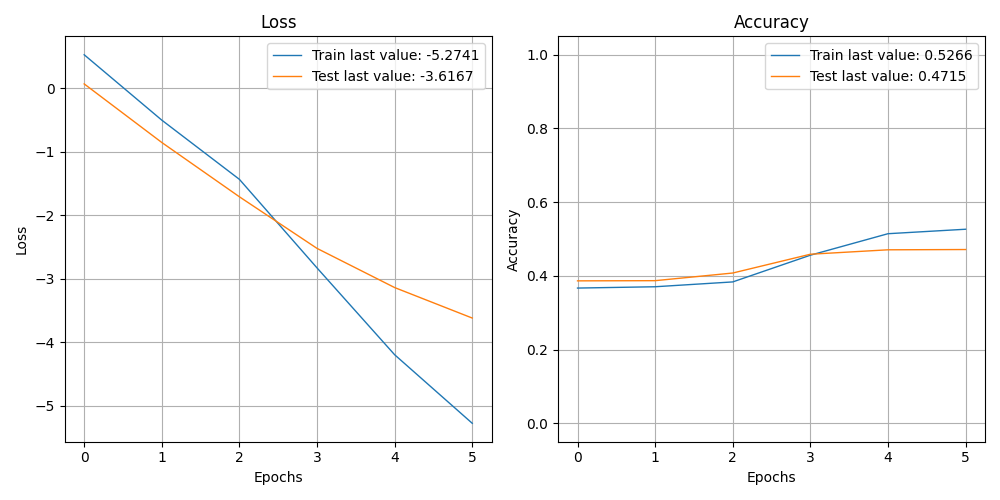 Loss
Train last value: -5.2741
Test last value: -3.6167
0
−1
−2
−3
−4
−5
Loss
0 1 2 3 4 5
Epochs
Accuracy
Train last value: 0.5266
Test last value: 0.4715
1.0
0.8
0.6
0.4
0.2
0.0
Accuracy
0 1 2 3 4 5
Epochs